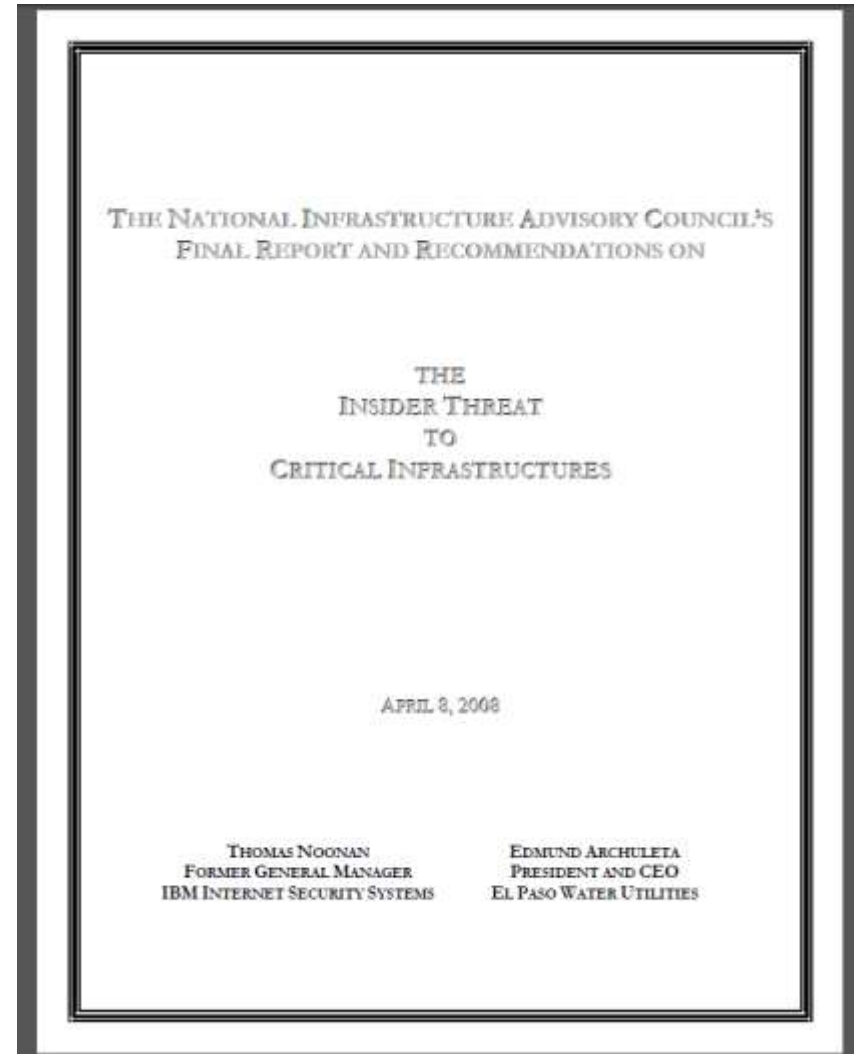 THE NATIONAL INFRASTRUCTURE ADVISORY COUNCIL'S
FINAL REPORT AND RECOMMENDATIONS ON
THE
INSIDER THREAT
TO
CRITICAL INFRASTRUCTURES
APRIL 8, 2008
THOMAS NOONAN
FORMER GENERAL MANAGER
IBM INTERNET SECURITY SYSTEMS
EDMUND ARCHULETA
PRESIDENT AND CEO
EL PASO WATER UTILITIES